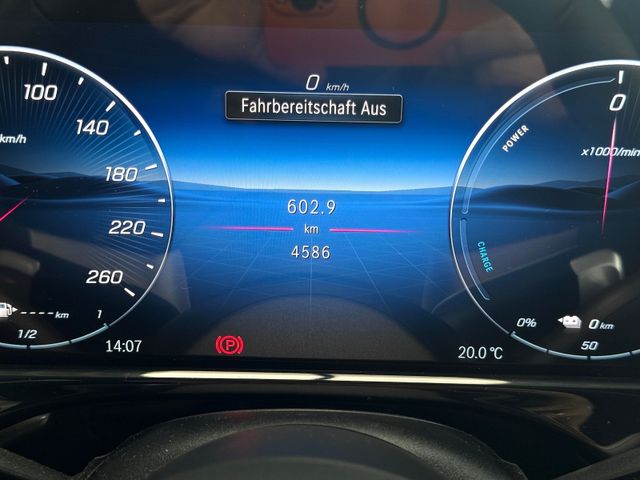 0 km/h
Fahrbereitschaft Aus
100
140
180
220
260
km/h
602.9
km
4586
POWER
CHARGE
0
x1000/min
----- km
1/2
1
14:07
P
20.0 °C
0%
0 km
50